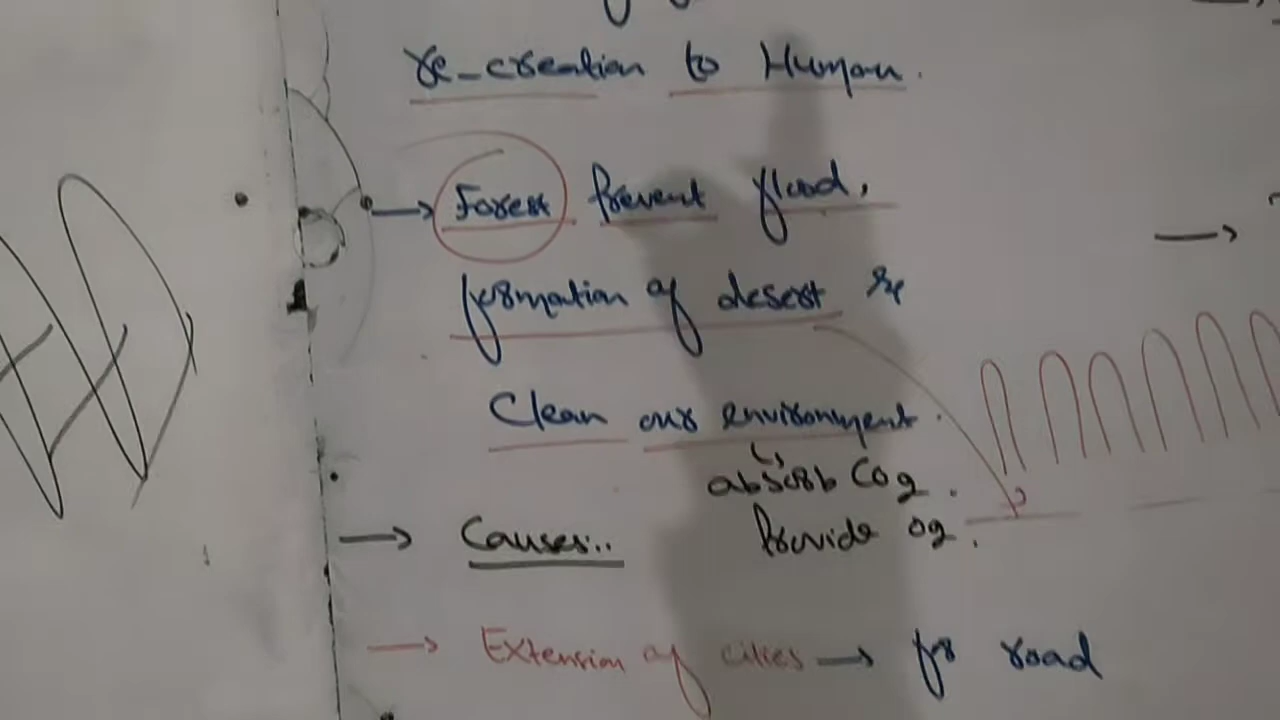 re-creation to Human.
→ Forest Prevent flood,
formation of desert &
Clean our environment.
↳ absorb CO2.
Provide O2.
→ Causes..
→ Extension of cities → for road